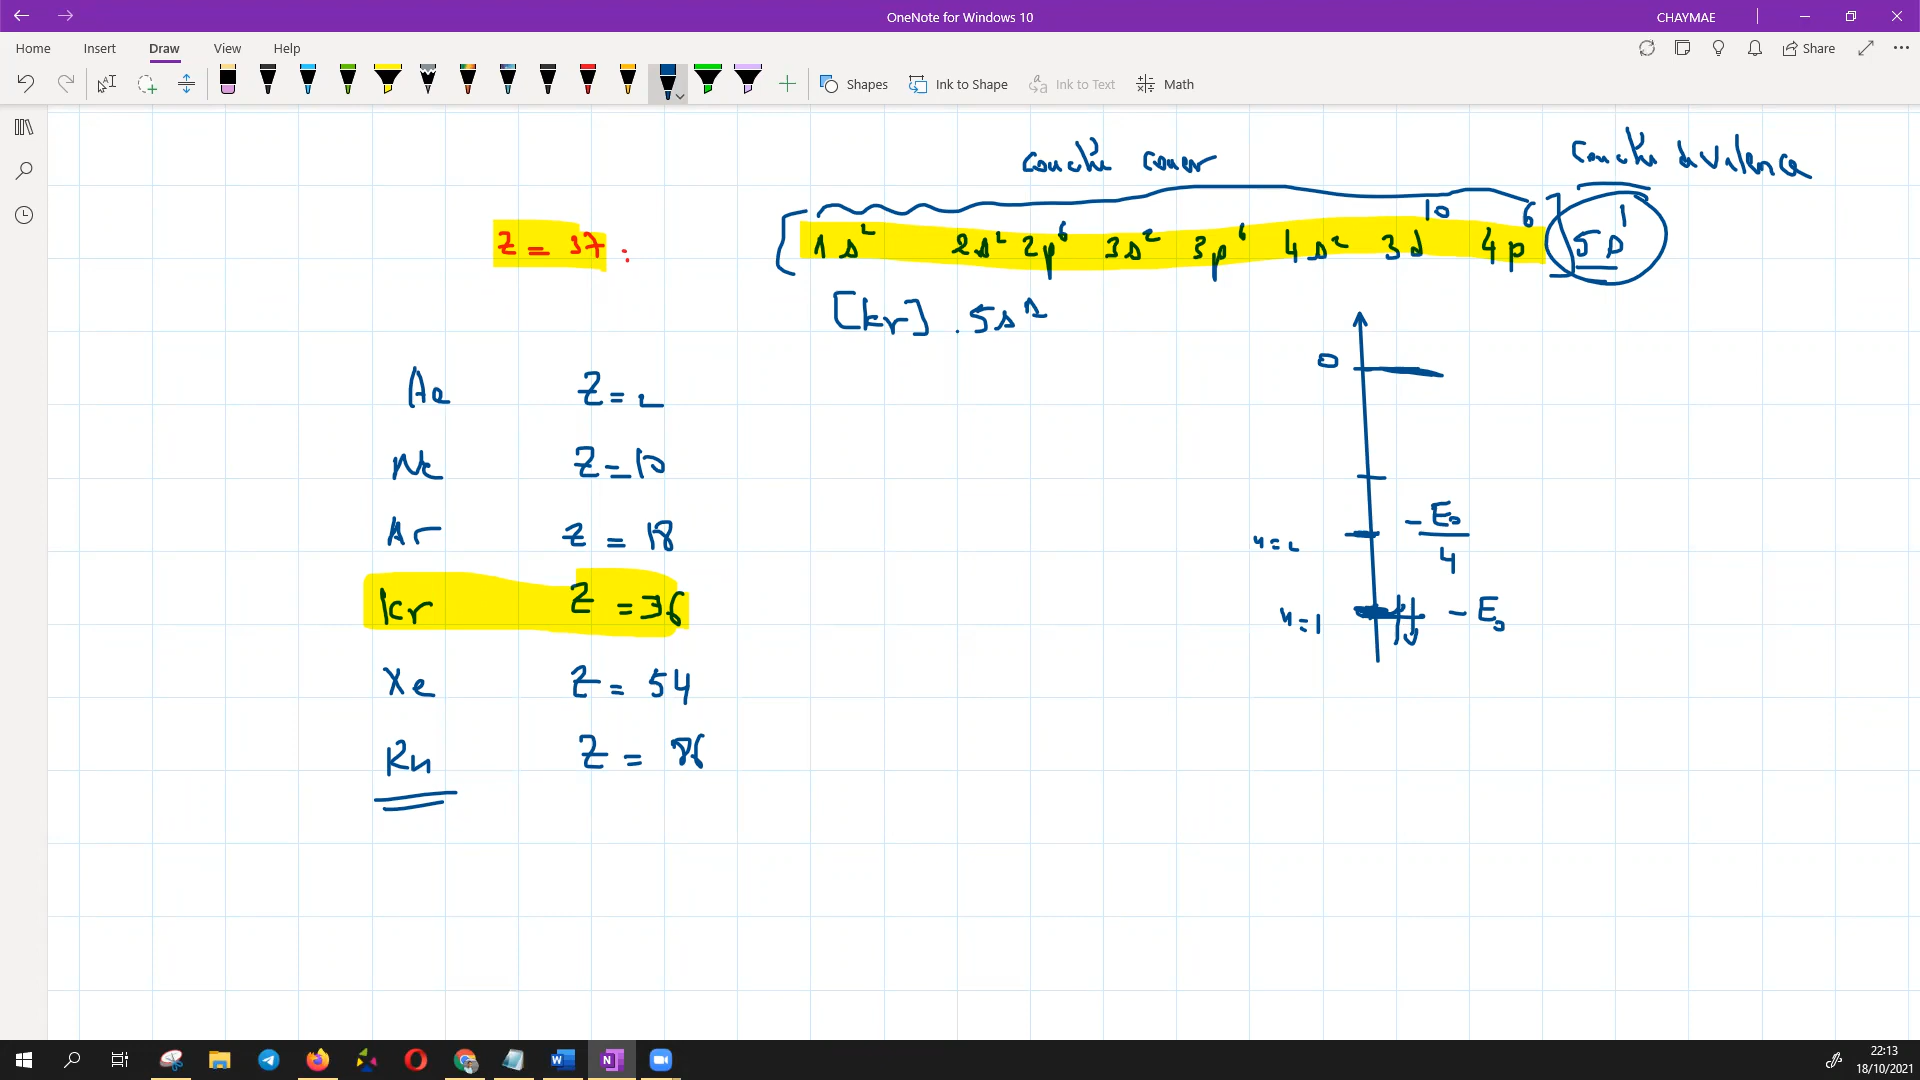 OneNote for Windows 10
CHAYMAE
Home Insert Draw View Help
Share
Shapes Ink to Shape Ink to Text Math
couche coeur
couche de valence
Z = 37 :
[1s² 2s² 2p⁶ 3s² 3p⁶ 4s² 3d¹⁰ 4p⁶] 5s¹
[kr] . 5s¹
0
He Z = 2
Ne Z = 10
Ar Z = 18
n=2 -E₀/4
kr Z = 36
n=1 - E₀
Xe Z = 54
Rn Z = 86
22:13
18/10/2021